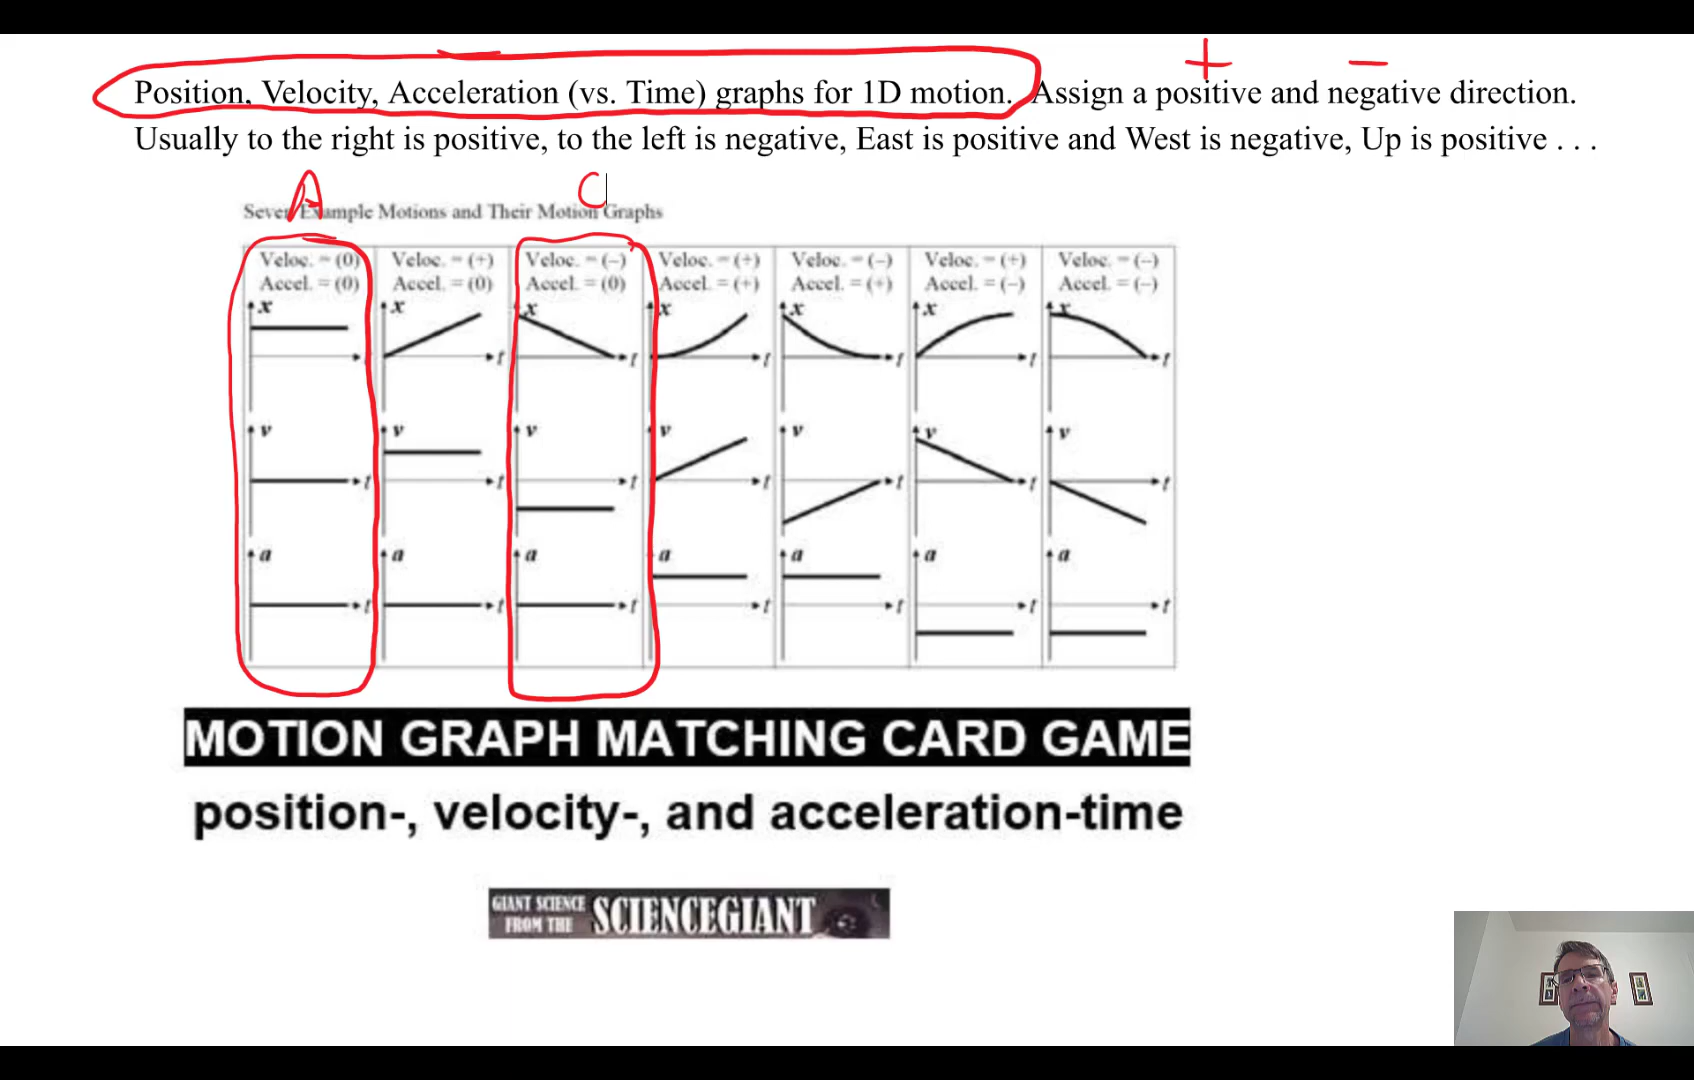 + −
Position, Velocity, Acceleration (vs. Time) graphs for 1D motion. Assign a positive and negative direction.
Usually to the right is positive, to the left is negative, East is positive and West is negative, Up is positive . . .
A C
Seven Example Motions and Their Motion Graphs
Veloc. = (0) Veloc. = (+) Veloc. = (−) Veloc. = (+) Veloc. = (−) Veloc. = (+) Veloc. = (−)
Accel. = (0) Accel. = (0) Accel. = (0) Accel. = (+) Accel. = (+) Accel. = (−) Accel. = (−)
x x x x x x x
t t t t t t
v v v v v v v
t t t t t t t
a a a a a a a
t t t t t t t
MOTION GRAPH MATCHING CARD GAME
position-, velocity-, and acceleration-time
GIANT SCIENCE
FROM THE SCIENCEGIANT